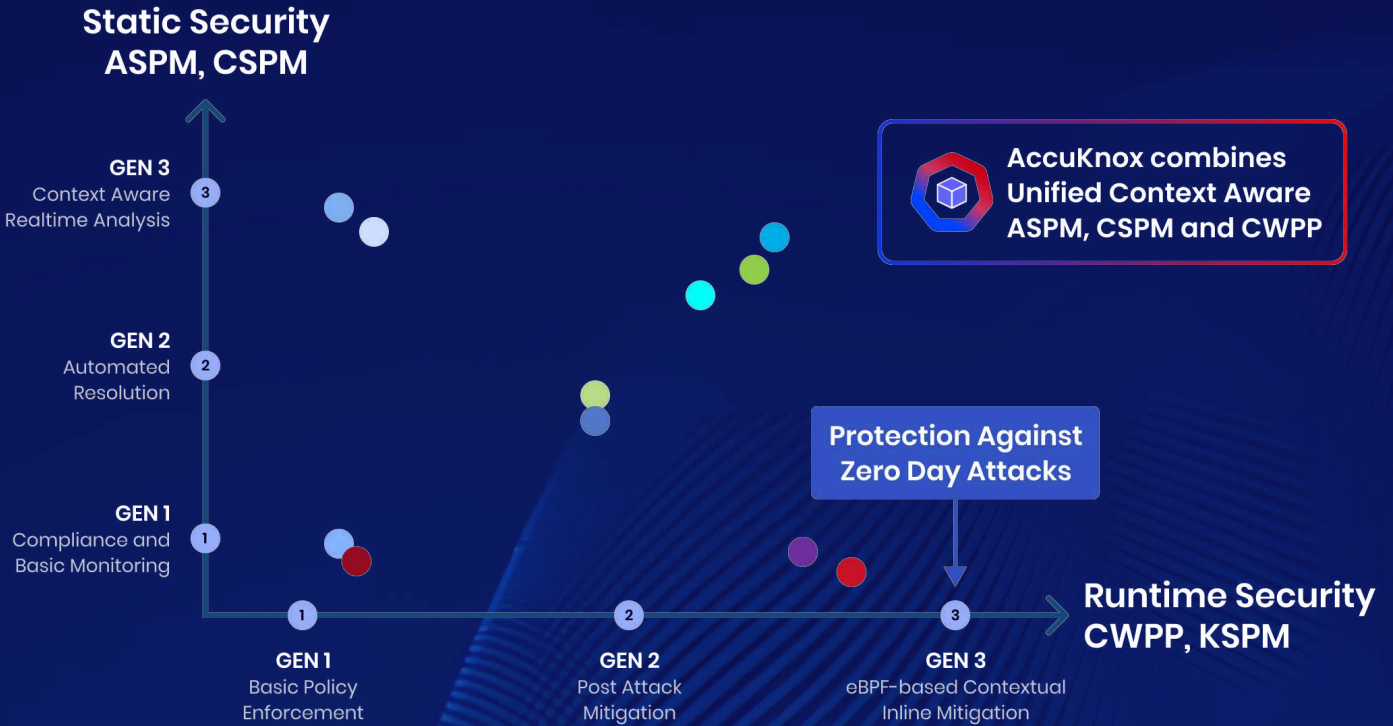 Static Security
ASPM, CSPM
GEN 3
Context Aware
Realtime Analysis
3
AccuKnox combines
Unified Context Aware
ASPM, CSPM and CWPP
GEN 2
Automated
Resolution
2
Protection Against
Zero Day Attacks
GEN 1
Compliance and
Basic Monitoring
1
1
2
3
Runtime Security
CWPP, KSPM
GEN 1
Basic Policy
Enforcement
GEN 2
Post Attack
Mitigation
GEN 3
eBPF-based Contextual
Inline Mitigation